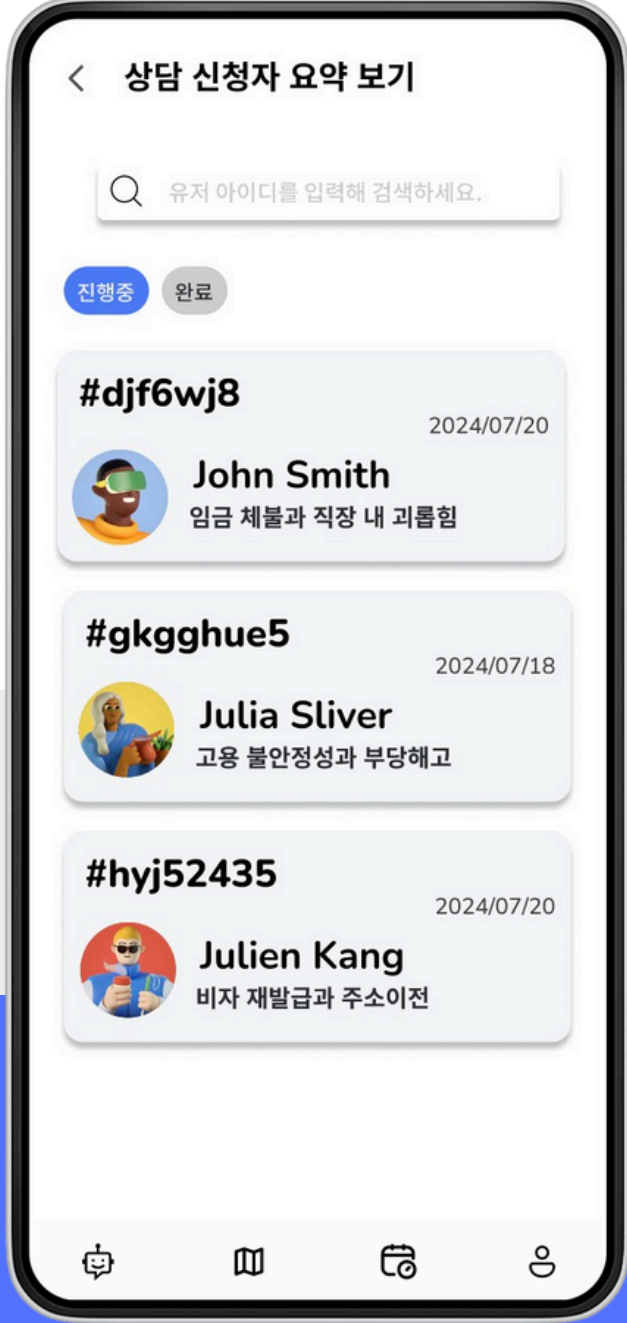 상담 신청자 요약 보기
유저 아이디를 입력해 검색하세요.
진행중 완료
#djf6wj8
2024/07/20
John Smith
임금 체불과 직장 내 괴롭힘
#gkgghue5
2024/07/18
Julia Sliver
고용 불안정성과 부당해고
#hyj52435
2024/07/20
Julien Kang
비자 재발급과 주소이전